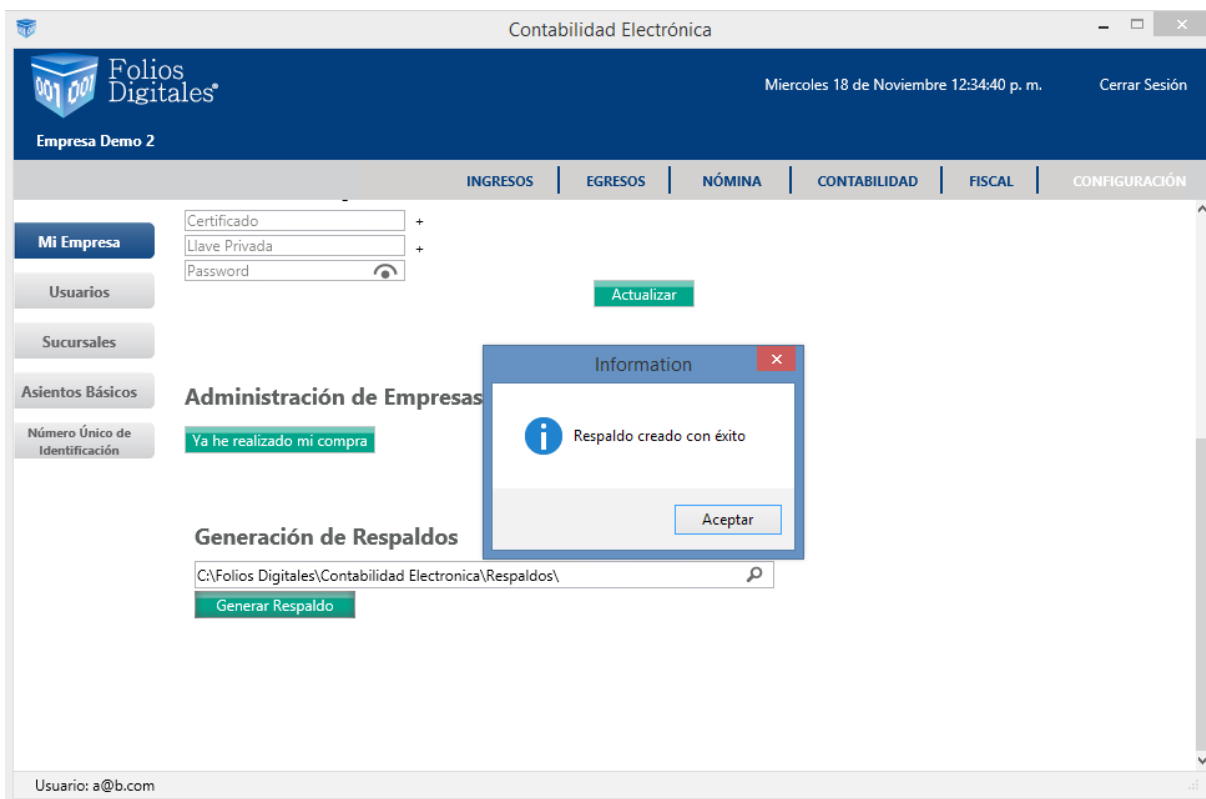 Contabilidad Electrónica
001 001
Folios
Digitales®
Miercoles 18 de Noviembre 12:34:40 p. m.
Cerrar Sesión
Empresa Demo 2
INGRESOS EGRESOS NÓMINA CONTABILIDAD FISCAL CONFIGURACIÓN
Mi Empresa
Usuarios
Sucursales
Asientos Básicos
Número Único de
Identificación
Certificado +
Llave Privada +
Password
Actualizar
Administración de Empresas
Ya he realizado mi compra
Information
Respaldo creado con éxito
Aceptar
Generación de Respaldos
C:\Folios Digitales\Contabilidad Electronica\Respaldos\
Generar Respaldo
Usuario: a@b.com